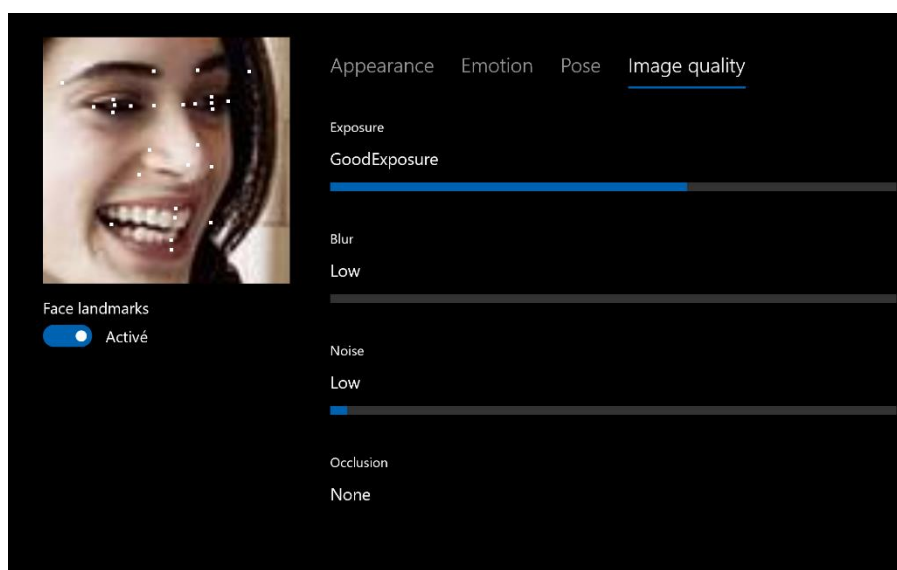 Appearance Emotion Pose Image quality
Exposure
GoodExposure
Blur
Low
Face landmarks
Activé
Noise
Low
Occlusion
None